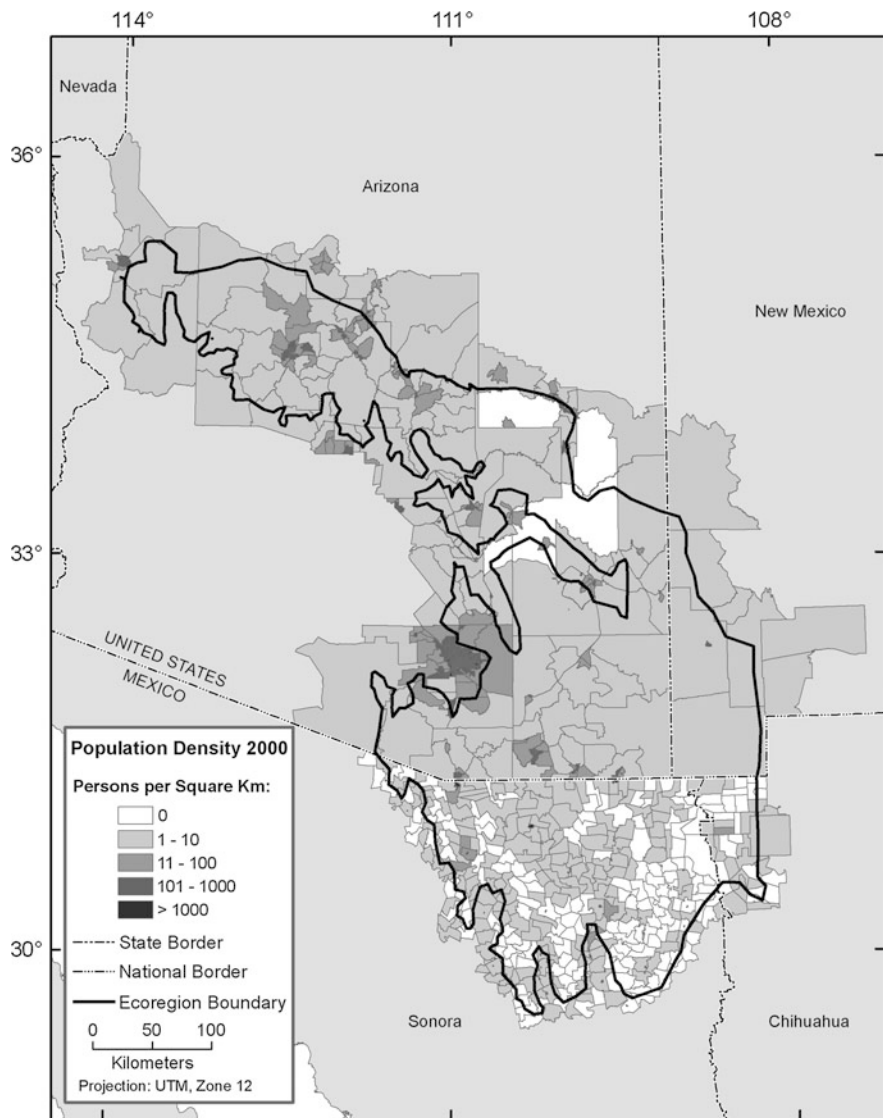 114°
111°
108°
Nevada
36°
Arizona
New Mexico
33°
UNITED STATES
MEXICO
Population Density 2000
Persons per Square Km:
0
1 - 10
11 - 100
101 - 1000
> 1000
State Border
National Border
Ecoregion Boundary
0 50 100
Kilometers
Projection: UTM, Zone 12
30°
Sonora
Chihuahua